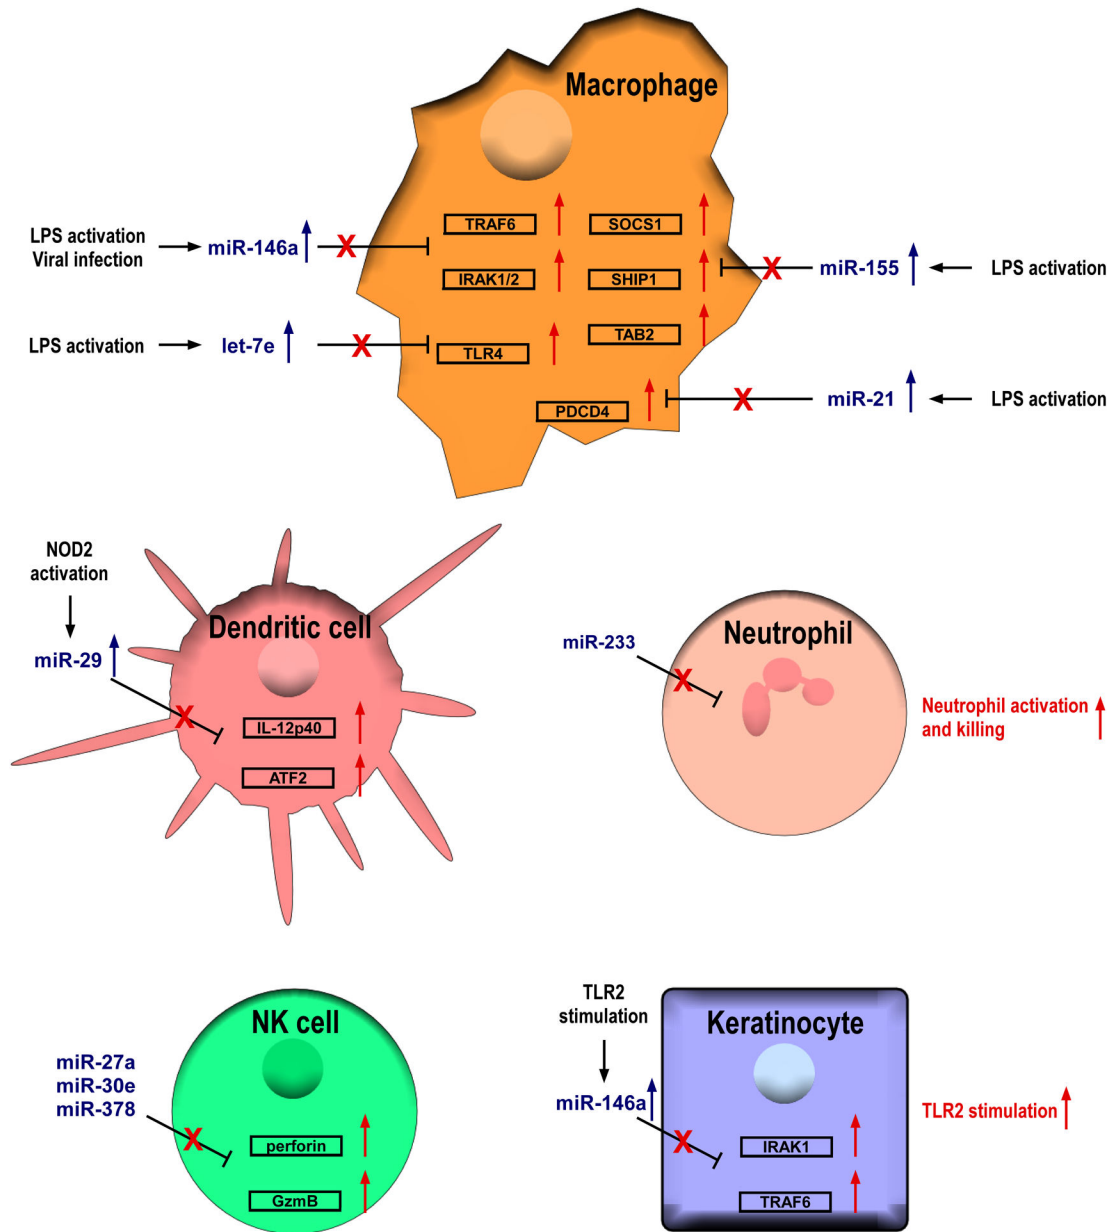 Macrophage
TRAF6
SOCS1
LPS activation
Viral infection
miR-146a
X
IRAK1/2
SHIP1
X
miR-155
LPS activation
LPS activation
let-7e
X
TLR4
TAB2
PDCD4
X
miR-21
LPS activation
NOD2
activation
miR-29
X
Dendritic cell
IL-12p40
ATF2
miR-233
X
Neutrophil
Neutrophil activation
and killing
NK cell
miR-27a
miR-30e
miR-378
X
perforin
GzmB
TLR2
stimulation
miR-146a
X
Keratinocyte
IRAK1
TRAF6
TLR2 stimulation